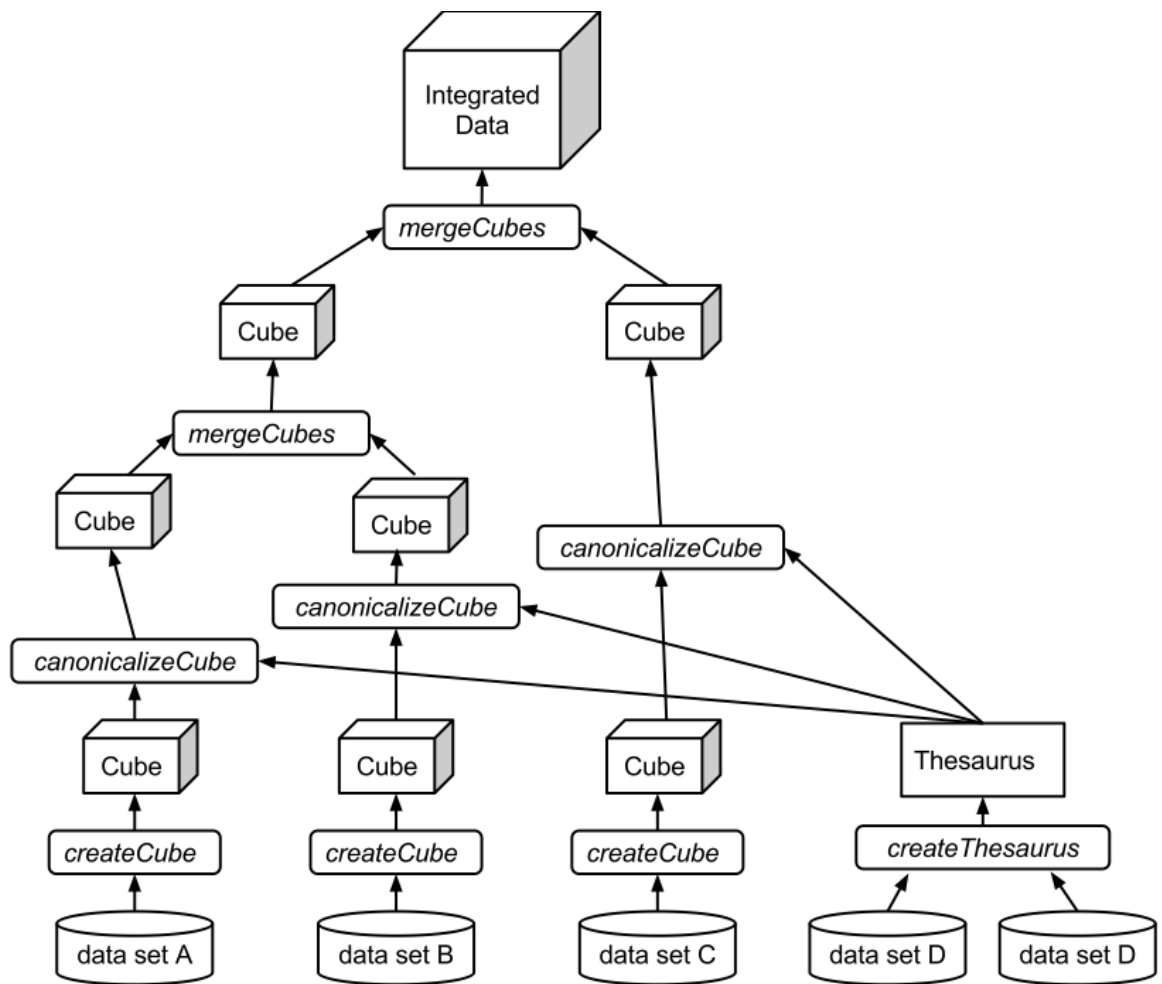 Integrated
Data
mergeCubes
Cube
Cube
mergeCubes
Cube
Cube
canonicalizeCube
canonicalizeCube
canonicalizeCube
Cube
Cube
Cube
Thesaurus
createCube
createCube
createCube
createThesaurus
data set A
data set B
data set C
data set D
data set D